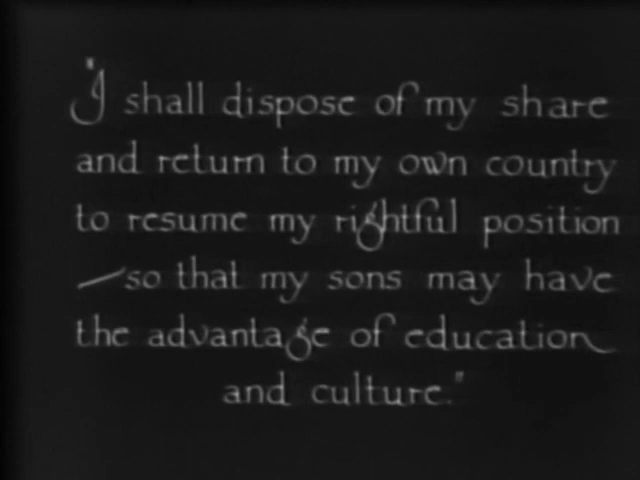 "I shall dispose of my share
and return to my own country
to resume my rightful position
—so that my sons may have
the advantage of education
and culture."